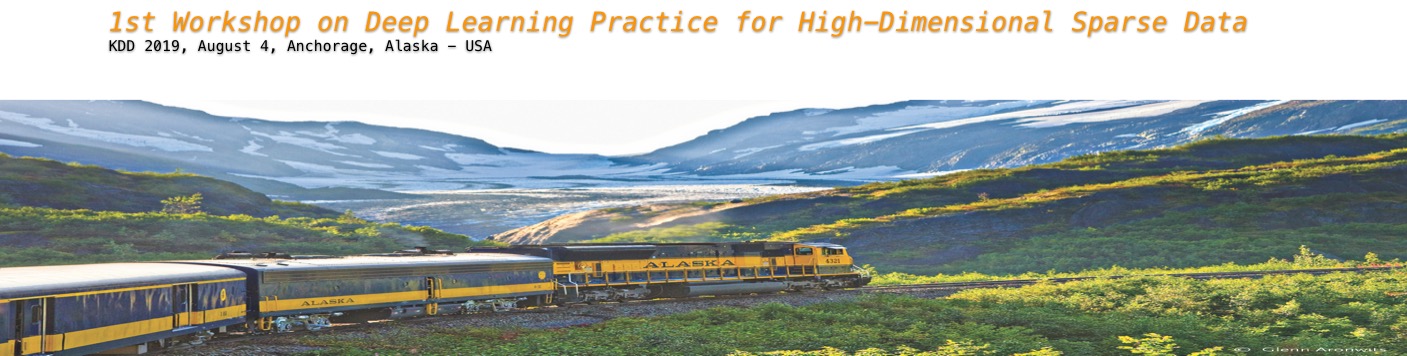 1st Workshop on Deep Learning Practice for High–Dimensional Sparse Data
KDD 2019, August 4, Anchorage, Alaska – USA
ALASKA
4321
ALASKA
© Glenn Aronwits